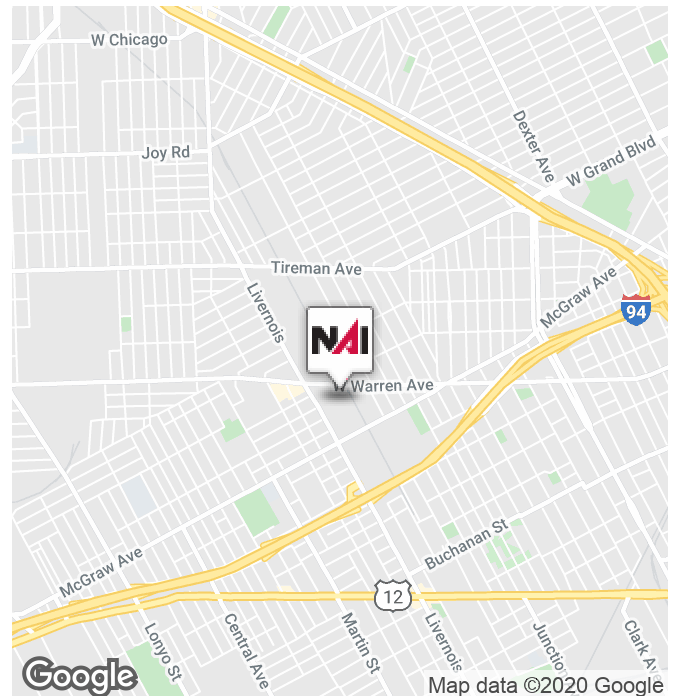 W Chicago
Dexter Ave
W Grand Blvd
Joy Rd
Tireman Ave
McGraw Ave
Livernois
94
NAI
Warren Ave
McGraw Ave
Buchanan St
12
Lonyo St
Central Ave
Martin St
Livernois
Junction
Clark Av
Google
Map data ©2020 Google